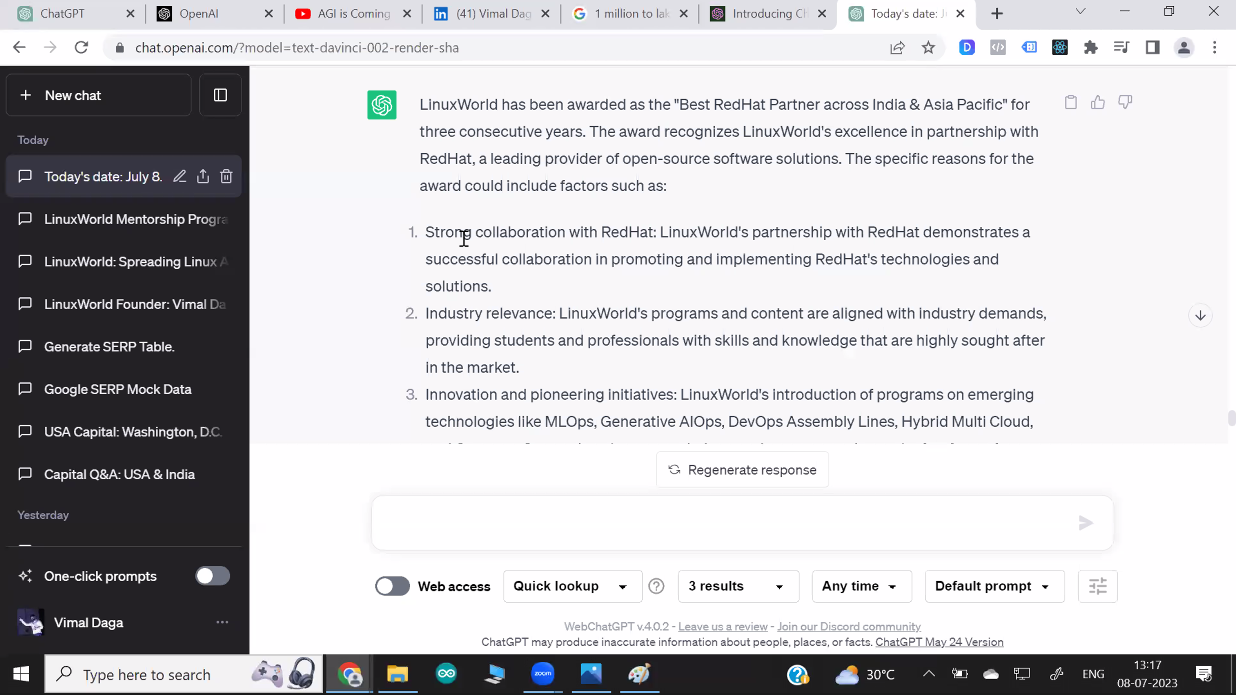 ChatGPT
OpenAI
AGI is Coming
(41) Vimal Dag
1 million to lak
Introducing Ch
Today's date: J
chat.openai.com/?model=text-davinci-002-render-sha
New chat
Today
Today's date: July 8.
LinuxWorld Mentorship Progra
LinuxWorld: Spreading Linux A
LinuxWorld Founder: Vimal Da
Generate SERP Table.
Google SERP Mock Data
USA Capital: Washington, D.C.
Capital Q&A: USA & India
Yesterday
One-click prompts
Vimal Daga
LinuxWorld has been awarded as the "Best RedHat Partner across India & Asia Pacific" for
three consecutive years. The award recognizes LinuxWorld's excellence in partnership with
RedHat, a leading provider of open-source software solutions. The specific reasons for the
award could include factors such as:
1. Strong collaboration with RedHat: LinuxWorld's partnership with RedHat demonstrates a
successful collaboration in promoting and implementing RedHat's technologies and
solutions.
2. Industry relevance: LinuxWorld's programs and content are aligned with industry demands,
providing students and professionals with skills and knowledge that are highly sought after
in the market.
3. Innovation and pioneering initiatives: LinuxWorld's introduction of programs on emerging
technologies like MLOps, Generative AIOps, DevOps Assembly Lines, Hybrid Multi Cloud,
Regenerate response
Web access
Quick lookup
3 results
Any time
Default prompt
WebChatGPT v.4.0.2 - Leave us a review - Join our Discord community
ChatGPT may produce inaccurate information about people, places, or facts. ChatGPT May 24 Version
Type here to search
zoom
30°C
ENG
13:17
08-07-2023